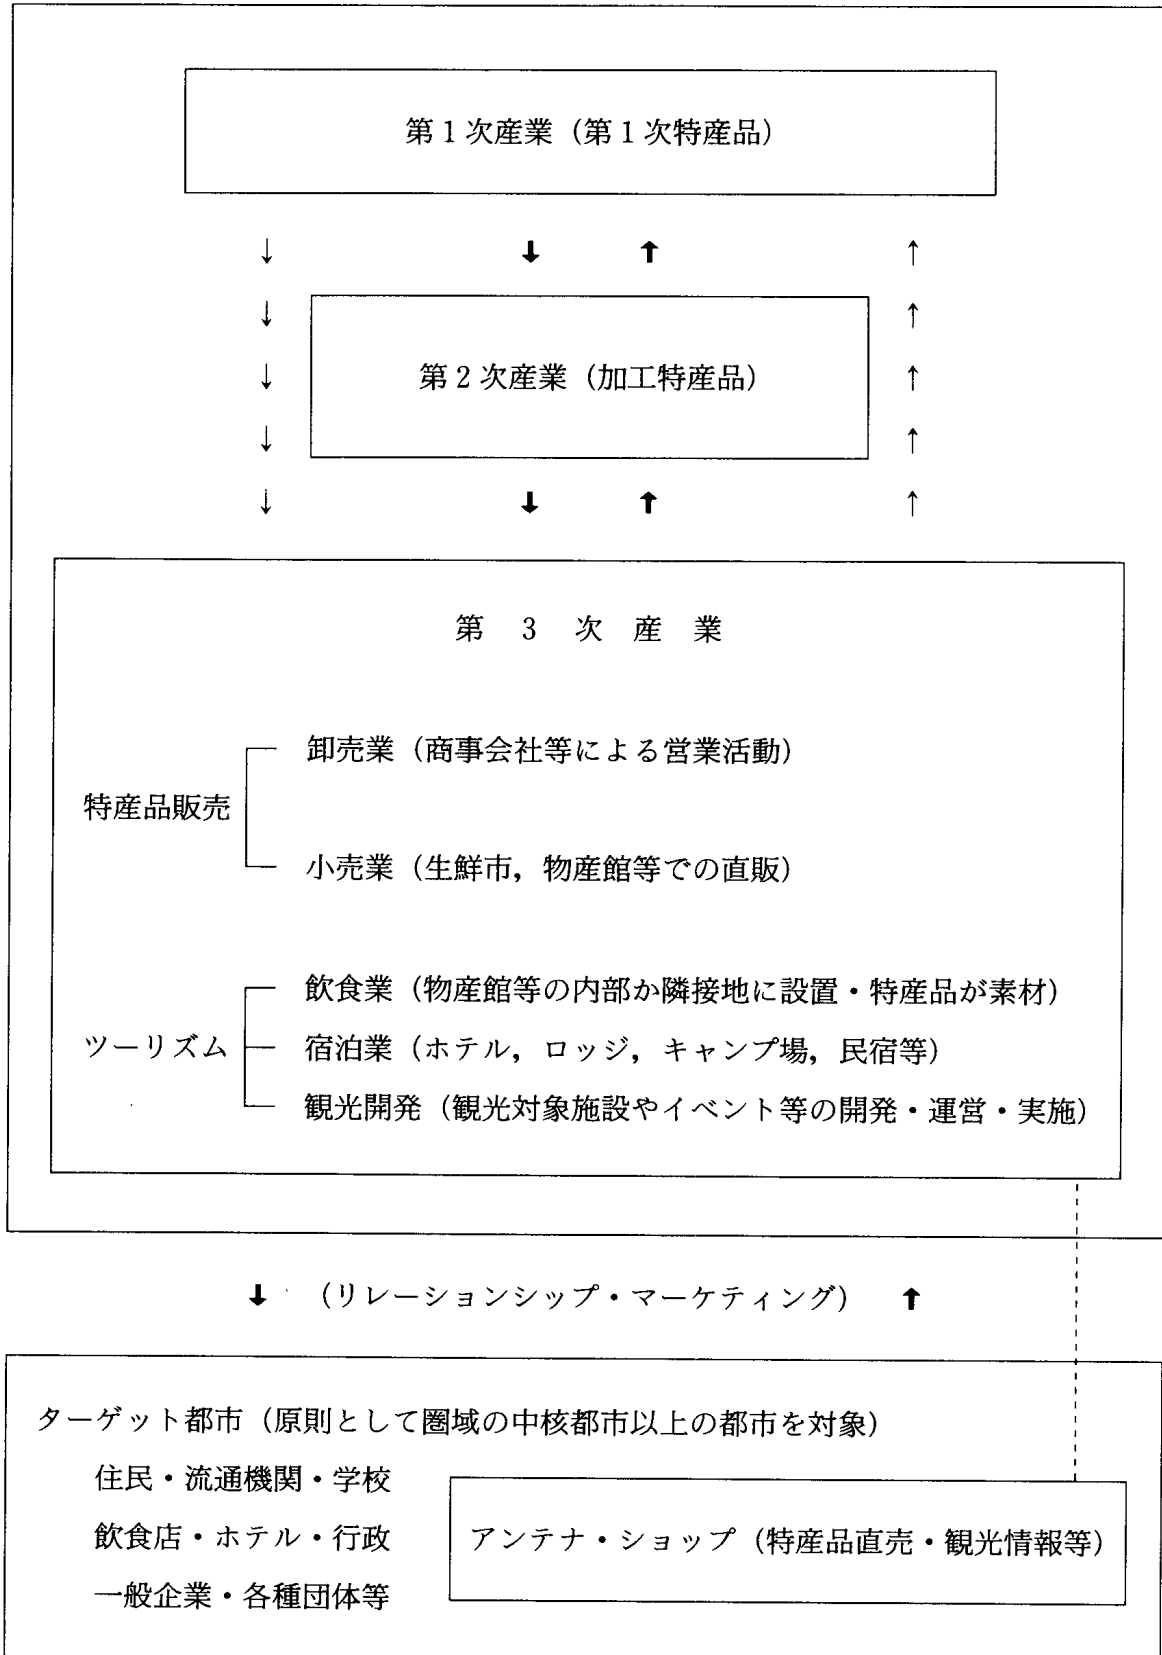 第1次産業（第1次特産品）
↓ ↓ ↑ ↑
↓ ↑
第2次産業（加工特産品）
↓ ↑
↓ ↑
↓ ↓ ↑ ↑
第 3 次 産 業
卸売業（商事会社等による営業活動）
特産品販売
小売業（生鮮市，物産館等での直販）
飲食業（物産館等の内部か隣接地に設置・特産品が素材）
ツーリズム
宿泊業（ホテル，ロッジ，キャンプ場，民宿等）
観光開発（観光対象施設やイベント等の開発・運営・実施）
↓ （リレーションシップ・マーケティング） ↑
ターゲット都市（原則として圏域の中核都市以上の都市を対象）
住民・流通機関・学校
飲食店・ホテル・行政
一般企業・各種団体等
アンテナ・ショップ（特産品直売・観光情報等）